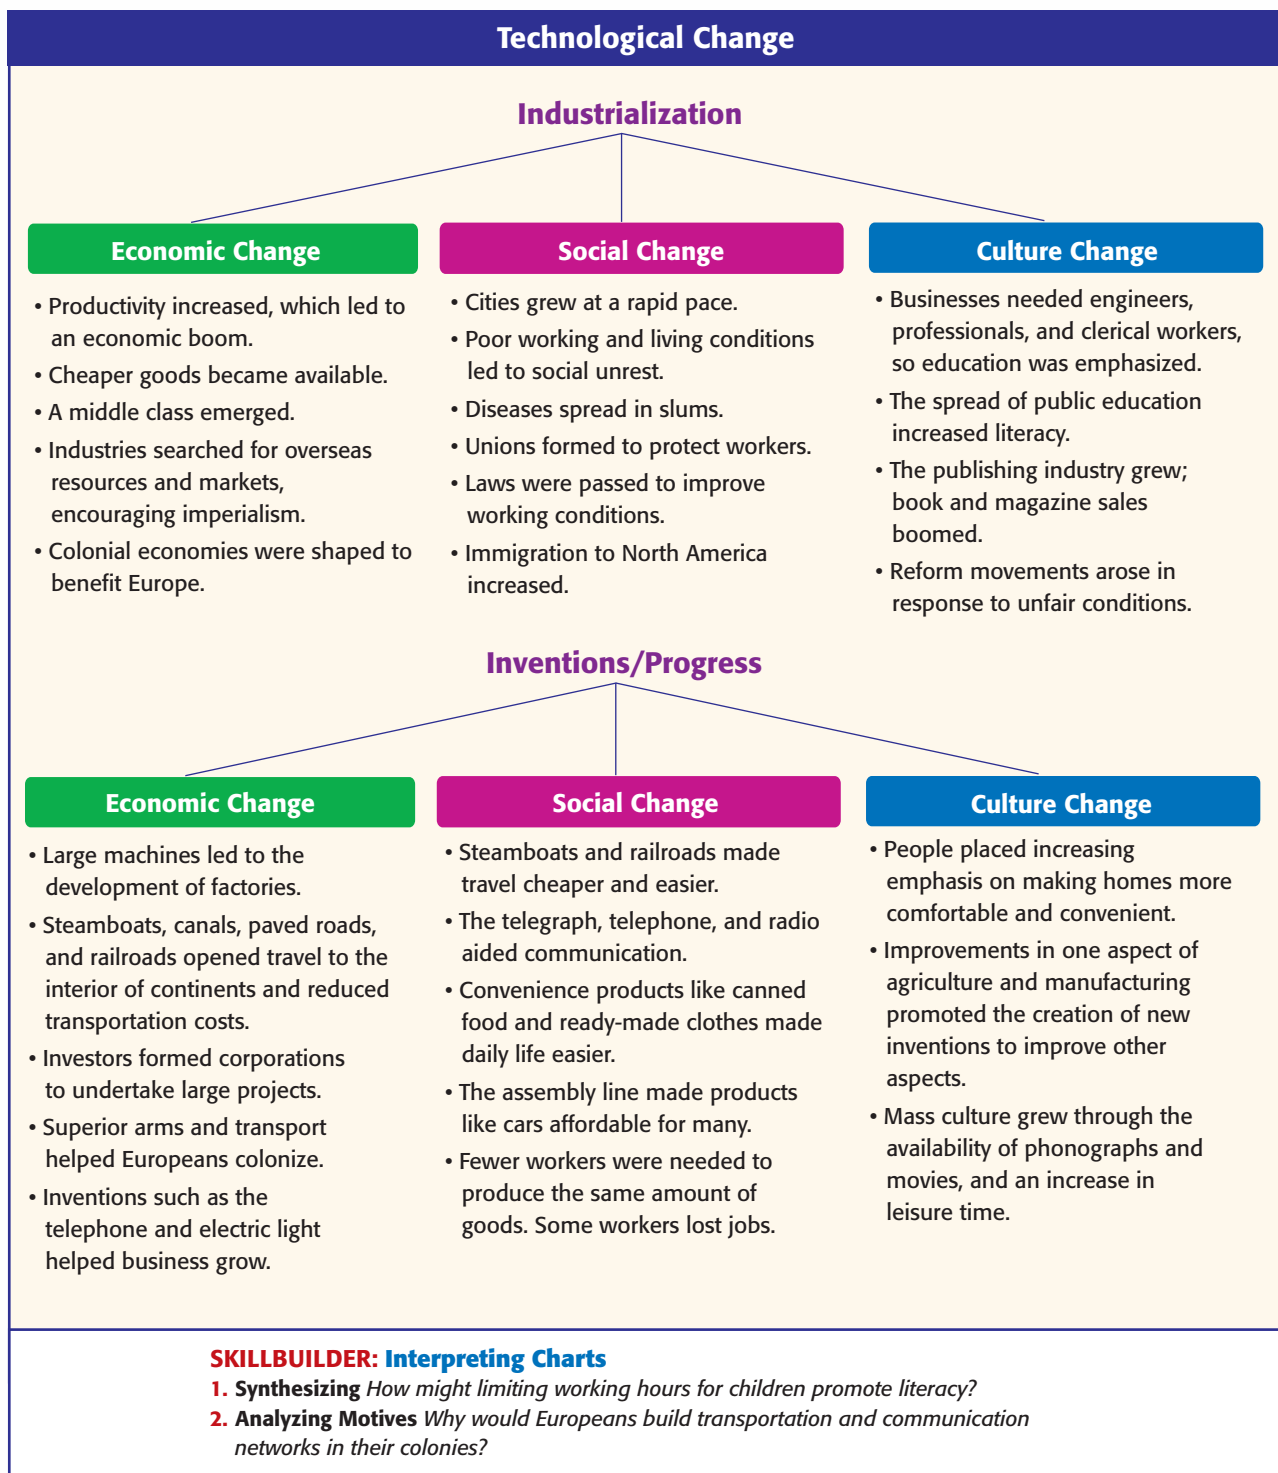 Technological Change
Industrialization
Economic Change
• Productivity increased, which led to
an economic boom.
• Cheaper goods became available.
• A middle class emerged.
• Industries searched for overseas
resources and markets,
encouraging imperialism.
• Colonial economies were shaped to
benefit Europe.
Social Change
• Cities grew at a rapid pace.
• Poor working and living conditions
led to social unrest.
• Diseases spread in slums.
• Unions formed to protect workers.
• Laws were passed to improve
working conditions.
• Immigration to North America
increased.
Culture Change
• Businesses needed engineers,
professionals, and clerical workers,
so education was emphasized.
• The spread of public education
increased literacy.
• The publishing industry grew;
book and magazine sales
boomed.
• Reform movements arose in
response to unfair conditions.
Inventions/Progress
Economic Change
• Large machines led to the
development of factories.
• Steamboats, canals, paved roads,
and railroads opened travel to the
interior of continents and reduced
transportation costs.
• Investors formed corporations
to undertake large projects.
• Superior arms and transport
helped Europeans colonize.
• Inventions such as the
telephone and electric light
helped business grow.
Social Change
• Steamboats and railroads made
travel cheaper and easier.
• The telegraph, telephone, and radio
aided communication.
• Convenience products like canned
food and ready-made clothes made
daily life easier.
• The assembly line made products
like cars affordable for many.
• Fewer workers were needed to
produce the same amount of
goods. Some workers lost jobs.
Culture Change
• People placed increasing
emphasis on making homes more
comfortable and convenient.
• Improvements in one aspect of
agriculture and manufacturing
promoted the creation of new
inventions to improve other
aspects.
• Mass culture grew through the
availability of phonographs and
movies, and an increase in
leisure time.
SKILLBUILDER: Interpreting Charts
1. Synthesizing How might limiting working hours for children promote literacy?
2. Analyzing Motives Why would Europeans build transportation and communication
networks in their colonies?